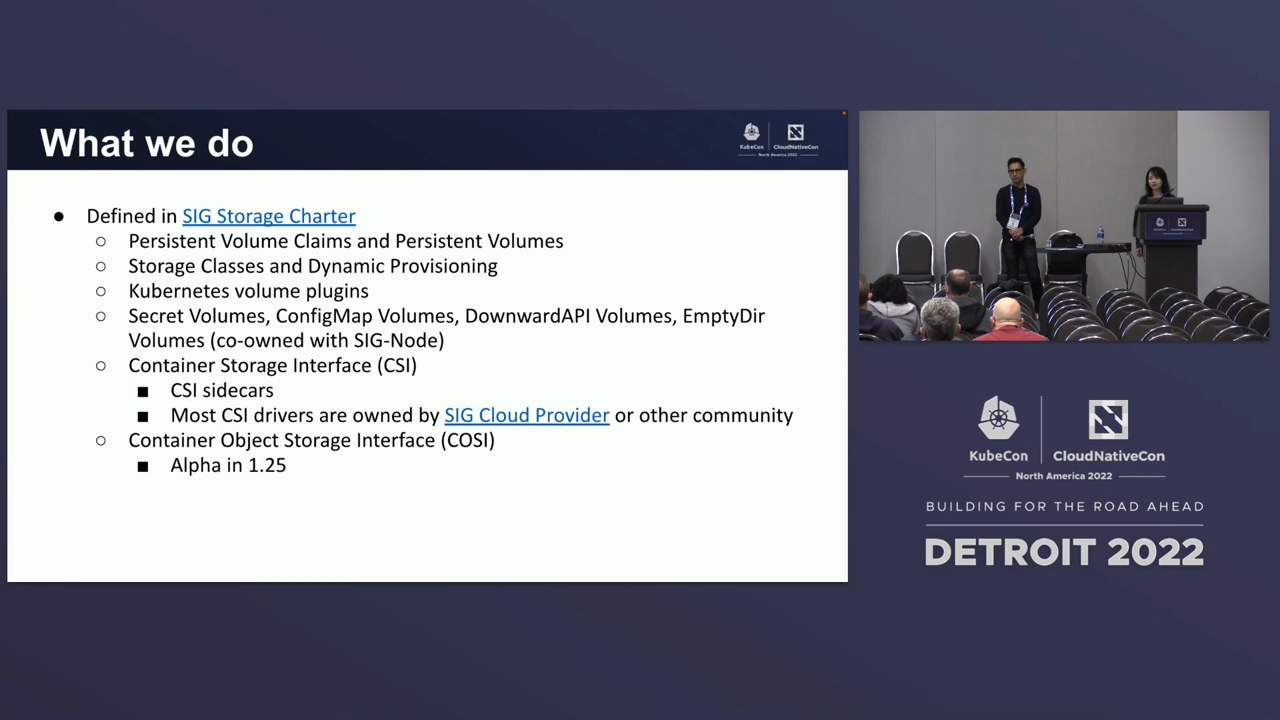 What we do
KubeCon
CloudNativeCon
North America 2022
● Defined in SIG Storage Charter
○ Persistent Volume Claims and Persistent Volumes
○ Storage Classes and Dynamic Provisioning
○ Kubernetes volume plugins
○ Secret Volumes, ConfigMap Volumes, DownwardAPI Volumes, EmptyDir
Volumes (co-owned with SIG-Node)
○ Container Storage Interface (CSI)
■ CSI sidecars
■ Most CSI drivers are owned by SIG Cloud Provider or other community
○ Container Object Storage Interface (COSI)
■ Alpha in 1.25
KubeCon
CloudNativeCon
North America 2022
BUILDING FOR THE ROAD AHEAD
DETROIT 2022